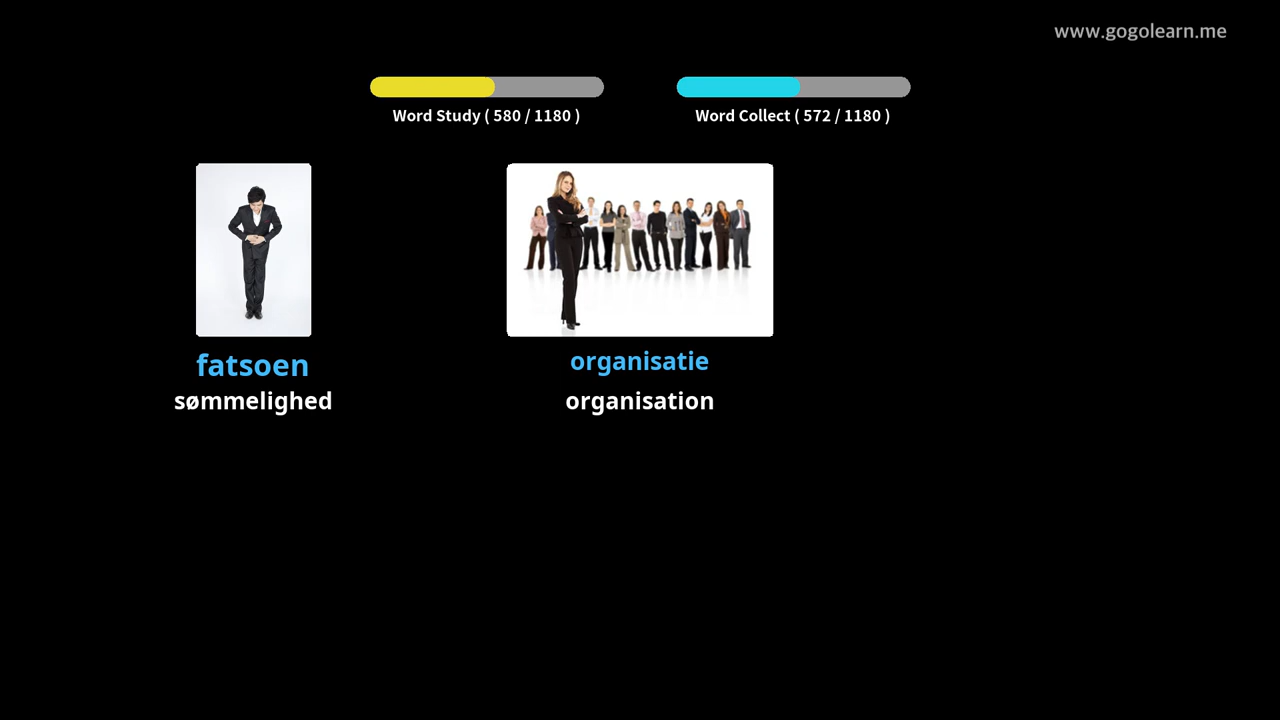 www.gogolearn.me
Word Study ( 580 / 1180 )
Word Collect ( 572 / 1180 )
fatsoen
organisatie
sømmelighed
organisation